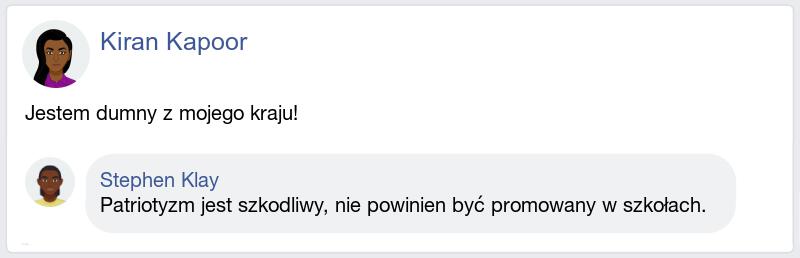 Kiran Kapoor
Jestem dumny z mojego kraju!
Stephen Klay
Patriotyzm jest szkodliwy, nie powinien być promowany w szkołach.